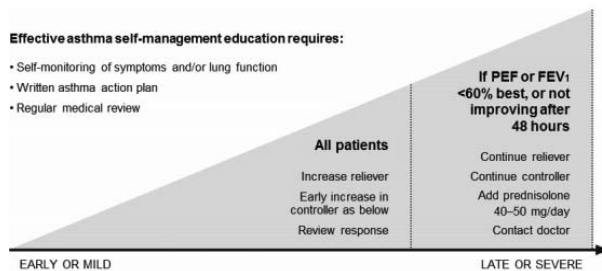 Effective asthma self-management education requires:
• Self-monitoring of symptoms and/or lung function
• Written asthma action plan
• Regular medical review
All patients
Increase reliever
Early increase in
controller as below
Review response
If PEF or FEV₁
<60% best, or not
improving after
48 hours
Continue reliever
Continue controller
Add prednisolone
40–50 mg/day
Contact doctor
EARLY OR MILD
LATE OR SEVERE